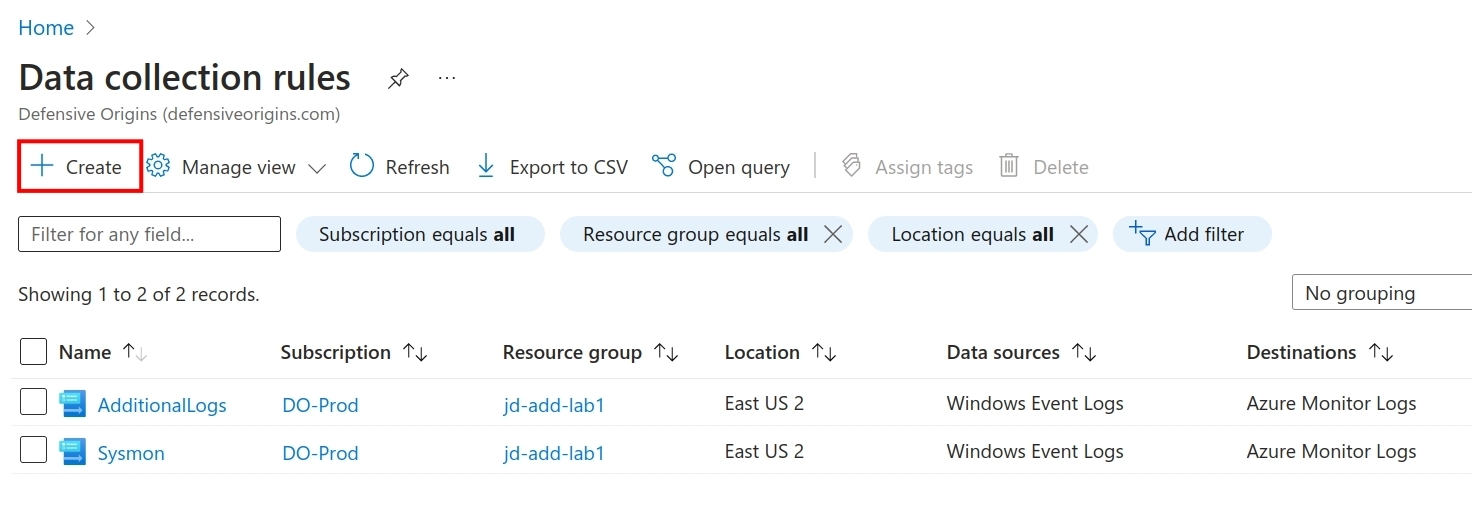 Home
Data collection rules
Defensive Origins (defensiveorigins.com)
Create Manage view Refresh Export to CSV Open query Assign tags Delete
Filter for any field... Subscription equals all Resource group equals all Location equals all Add filter
Showing 1 to 2 of 2 records. No grouping
Name Subscription Resource group Location Data sources Destinations
AdditionalLogs DO-Prod jd-add-lab1 East US 2 Windows Event Logs Azure Monitor Logs
Sysmon DO-Prod jd-add-lab1 East US 2 Windows Event Logs Azure Monitor Logs